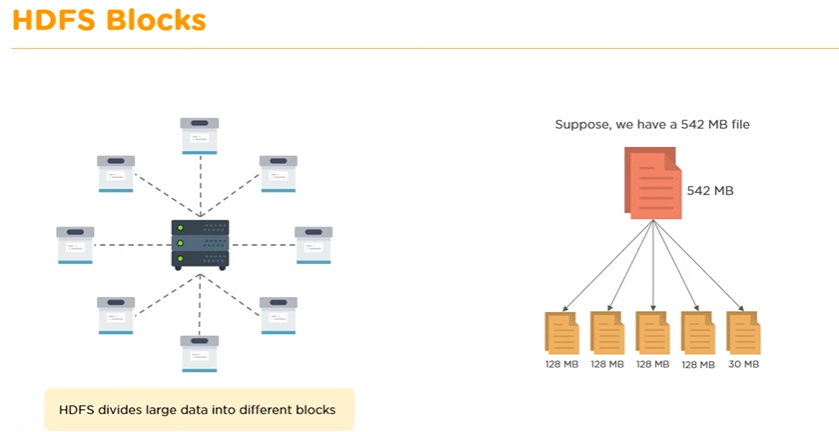 HDFS Blocks
Suppose, we have a 542 MB file
542 MB
128 MB 128 MB 128 MB 128 MB 30 MB
HDFS divides large data into different blocks